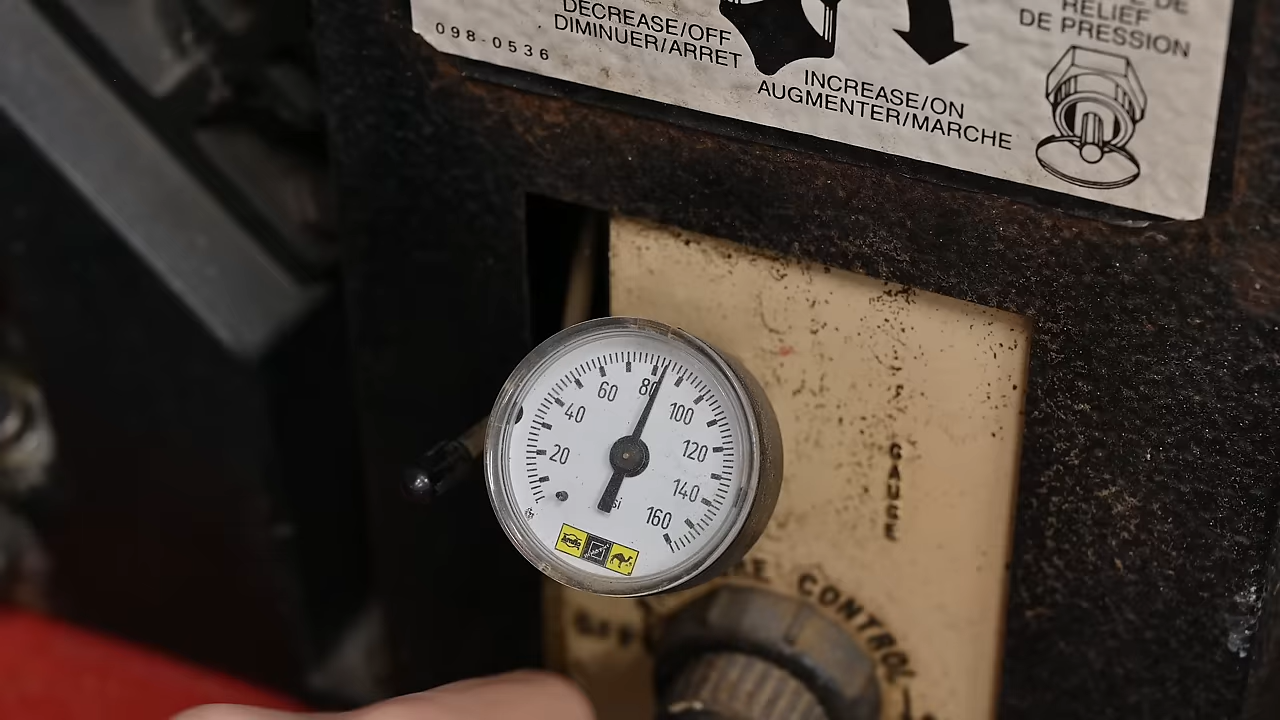 DECREASE/OFF
DIMINUER/ARRET
098-0536
INCREASE/ON
AUGMENTER/MARCHE
DE
RELIEF
DE PRESSION
20
40
60
80
100
120
140
160
GAUGE
CONTROL
OFF